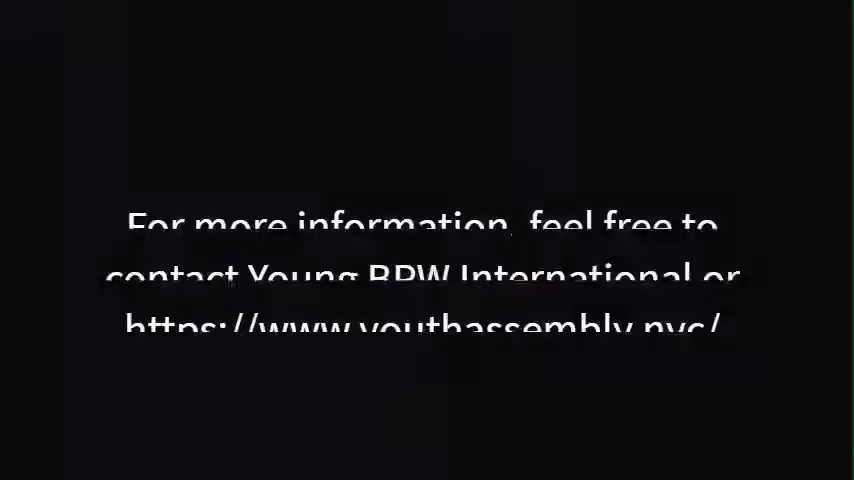 For more information, feel free to
contact Young BPW International or
https://www.youthassembly.nyc/